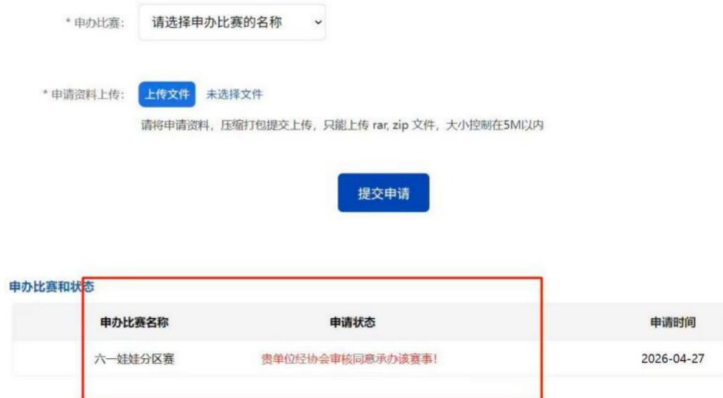 * 申办比赛： 请选择申办比赛的名称
* 申请资料上传： 上传文件 未选择文件
请将申请资料，压缩打包提交上传，只能上传 rar, zip 文件，大小控制在5M以内
提交申请
申办比赛和状态
申办比赛名称 申请状态 申请时间
六一娃娃分区赛 贵单位经协会审核同意承办该赛事！ 2026-04-27